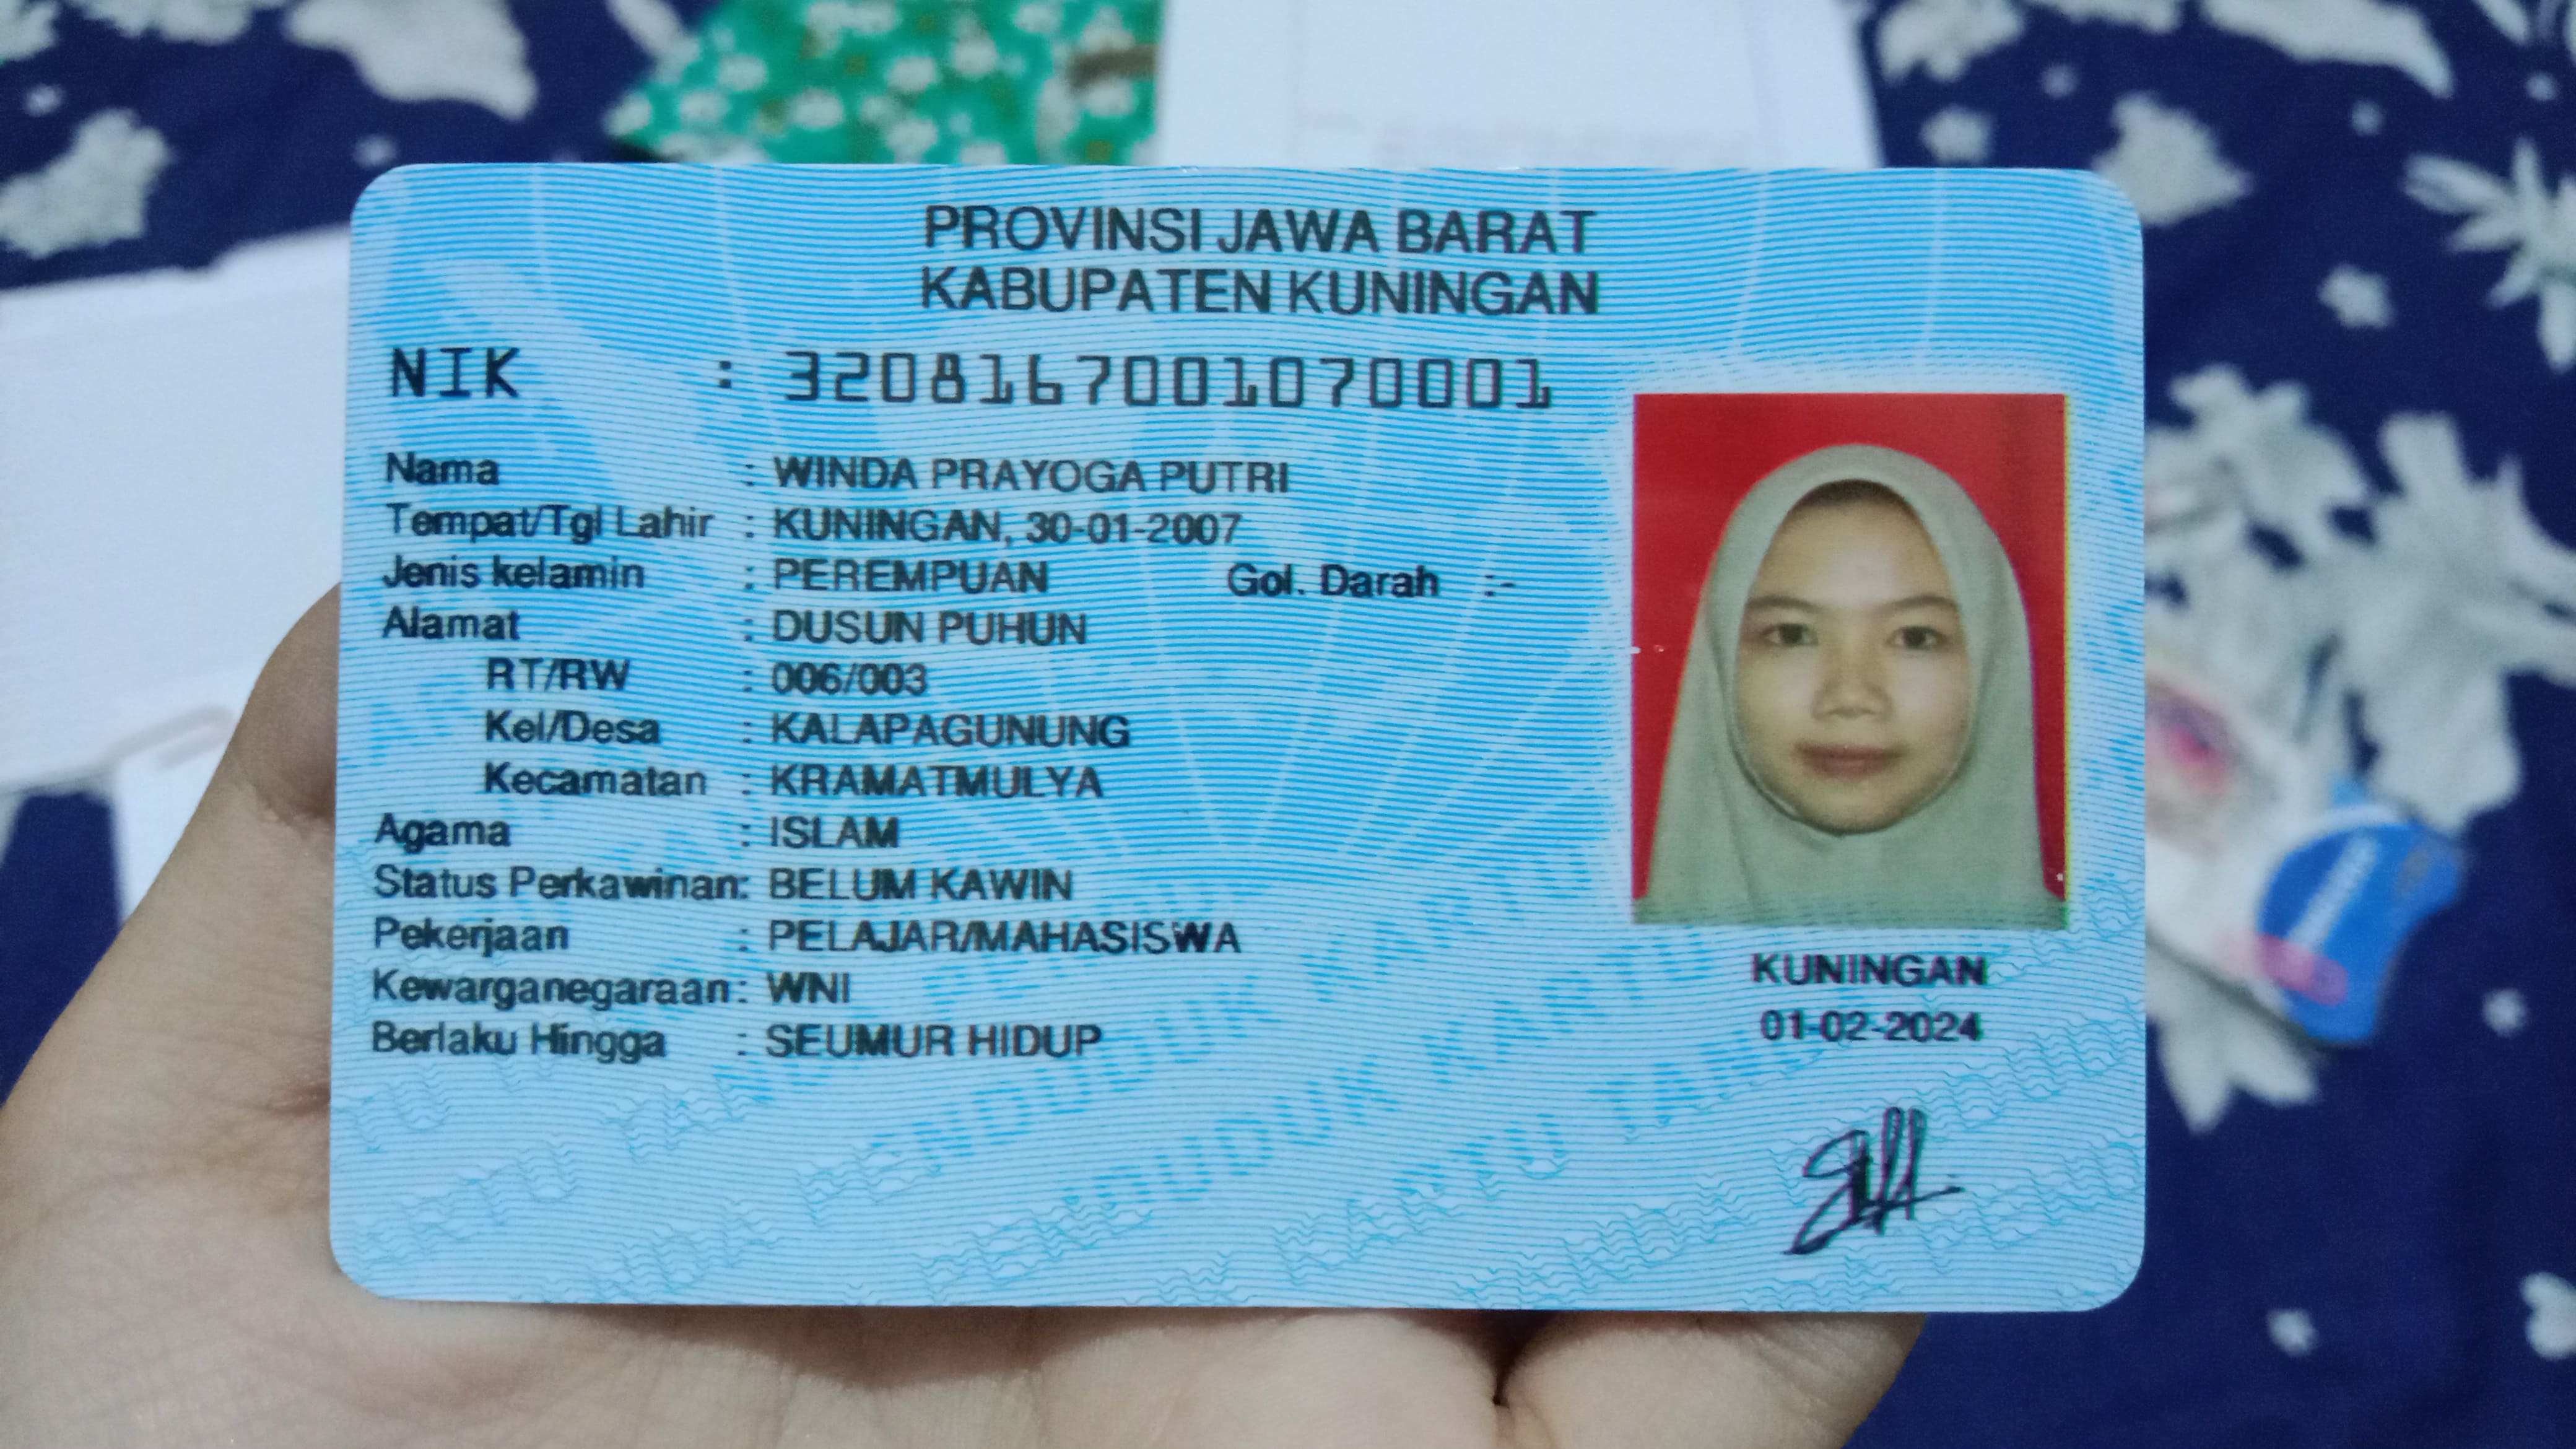 PROVINSI JAWA BARAT
KABUPATEN KUNINGAN
NIK : 3208167001070001
Nama : WINDA PRAYOGA PUTRI
Tempat/Tgl Lahir : KUNINGAN, 30-01-2007
Jenis kelamin : PEREMPUAN Gol. Darah :-
Alamat : DUSUN PUHUN
RT/RW : 006/003
Kel/Desa : KALAPAGUNUNG
Kecamatan : KRAMATMULYA
Agama : ISLAM
Status Perkawinan: BELUM KAWIN
Pekerjaan : PELAJAR/MAHASISWA
Kewarganegaraan: WNI
Berlaku Hingga : SEUMUR HIDUP
KUNINGAN
01-02-2024